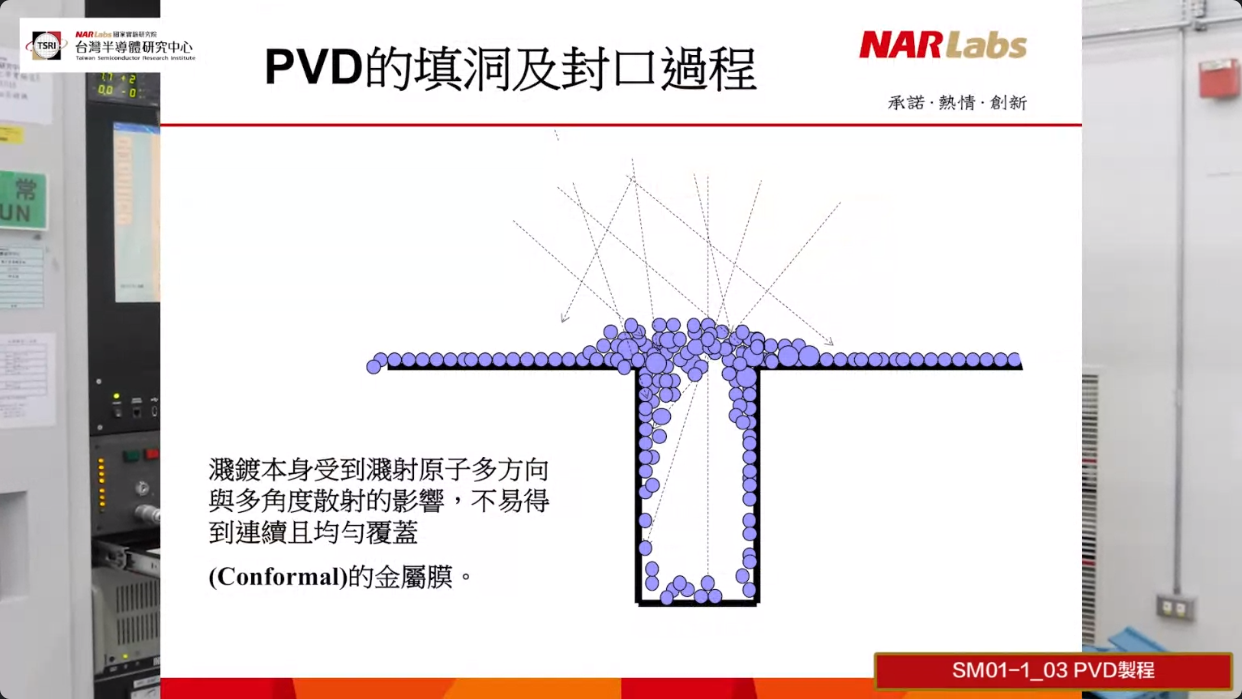 NARLabs 國家實驗研究院
TSRI
台灣半導體研究中心
Taiwan Semiconductor Research Institute
PVD的填洞及封口過程
NARLabs
承諾·熱情·創新
常
UN
濺鍍本身受到濺射原子多方向
與多角度散射的影響，不易得
到連續且均勻覆蓋
(Conformal)的金屬膜。
SM01-1_03 PVD製程